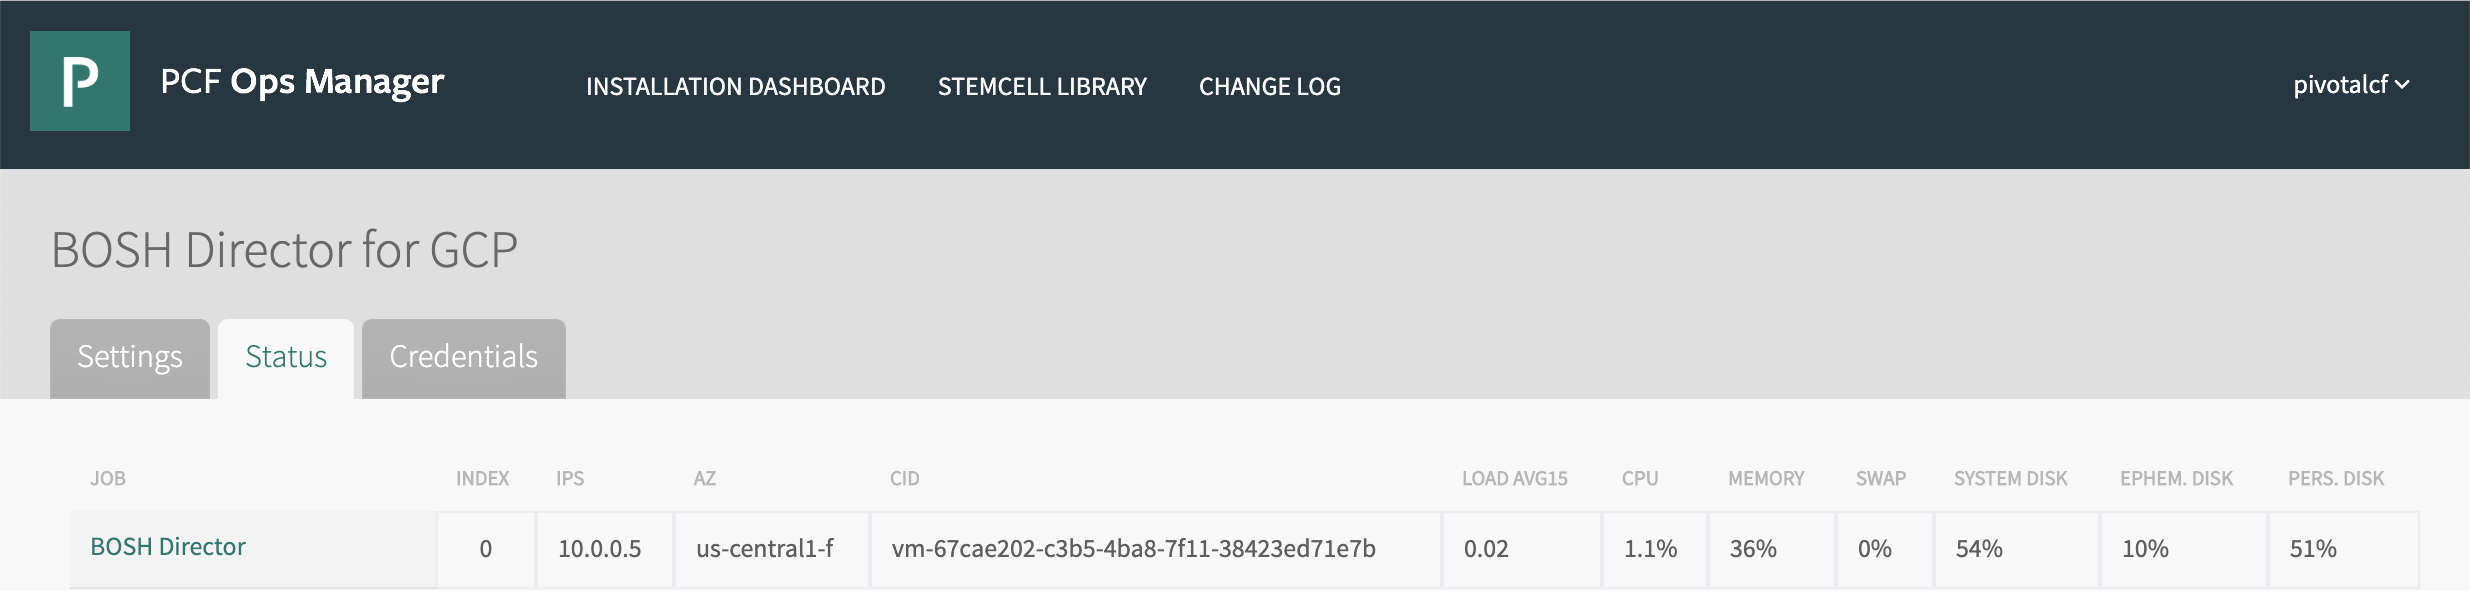 P
PCF Ops Manager INSTALLATION DASHBOARD STEMCELL LIBRARY CHANGE LOG pivotalcf
BOSH Director for GCP
Settings Status Credentials
JOB INDEX IPS AZ CID LOAD AVG15 CPU MEMORY SWAP SYSTEM DISK EPHEM. DISK PERS. DISK
BOSH Director 0 10.0.0.5 us-central1-f vm-67cae202-c3b5-4ba8-7f11-38423ed71e7b 0.02 1.1% 36% 0% 54% 10% 51%